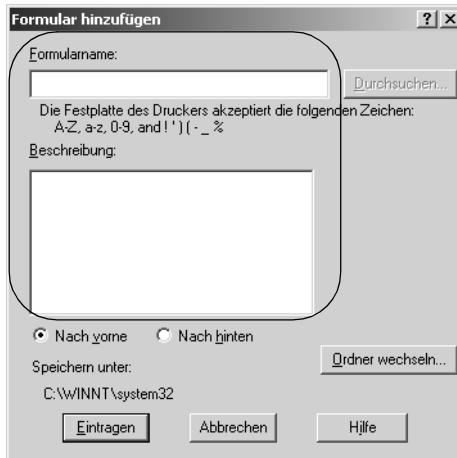 Formular hinzufügen
Formularname:
Durchsuchen...
Die Festplatte des Druckers akzeptiert die folgenden Zeichen:
A-Z, a-z, 0-9, and ! ' ) ( - _ %
Beschreibung:
Nach vorne
Nach hinten
Speichern unter:
Ordner wechseln...
C:\WINNT\system32
Eintragen
Abbrechen
Hilfe